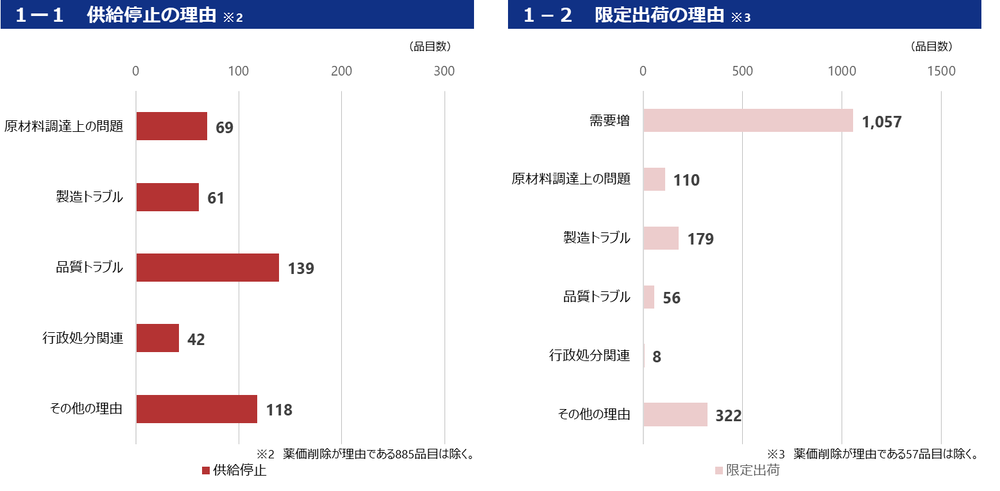 １ー１　供給停止の理由 ※2
（品目数）
0 100 200 300
原材料調達上の問題 69
製造トラブル 61
品質トラブル 139
行政処分関連 42
その他の理由 118
※2　薬価削除が理由である885品目は除く。
供給停止
１－２　限定出荷の理由 ※3
（品目数）
0 500 1000 1500
需要増 1,057
原材料調達上の問題 110
製造トラブル 179
品質トラブル 56
行政処分関連 8
その他の理由 322
※3　薬価削除が理由である57品目は除く。
限定出荷